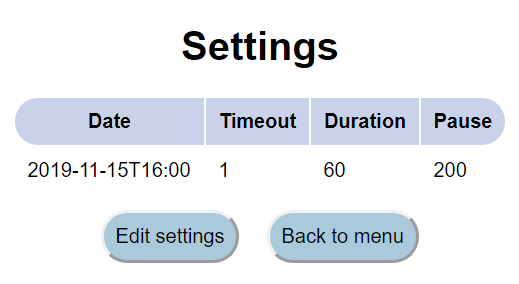 Settings
Date Timeout Duration Pause
2019-11-15T16:00 1 60 200
Edit settings Back to menu